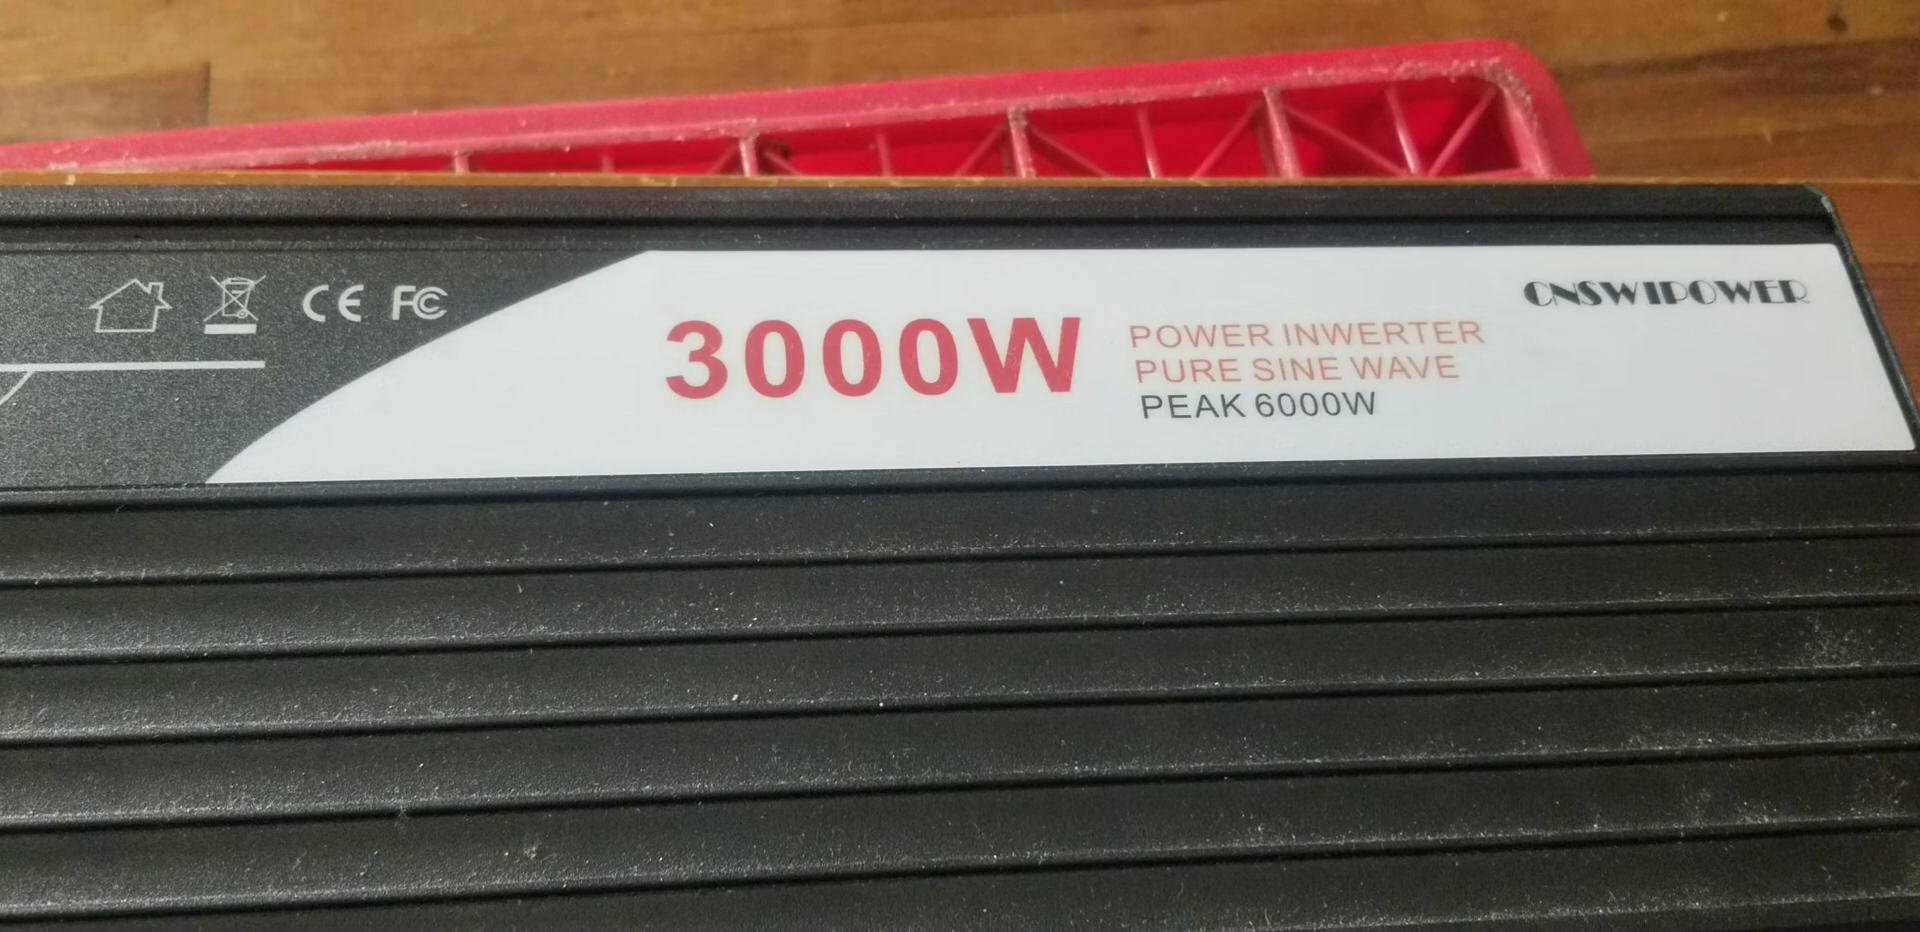 CE FC
3000W
POWER INWERTER
PURE SINE WAVE
PEAK 6000W
CNSWIPOWER